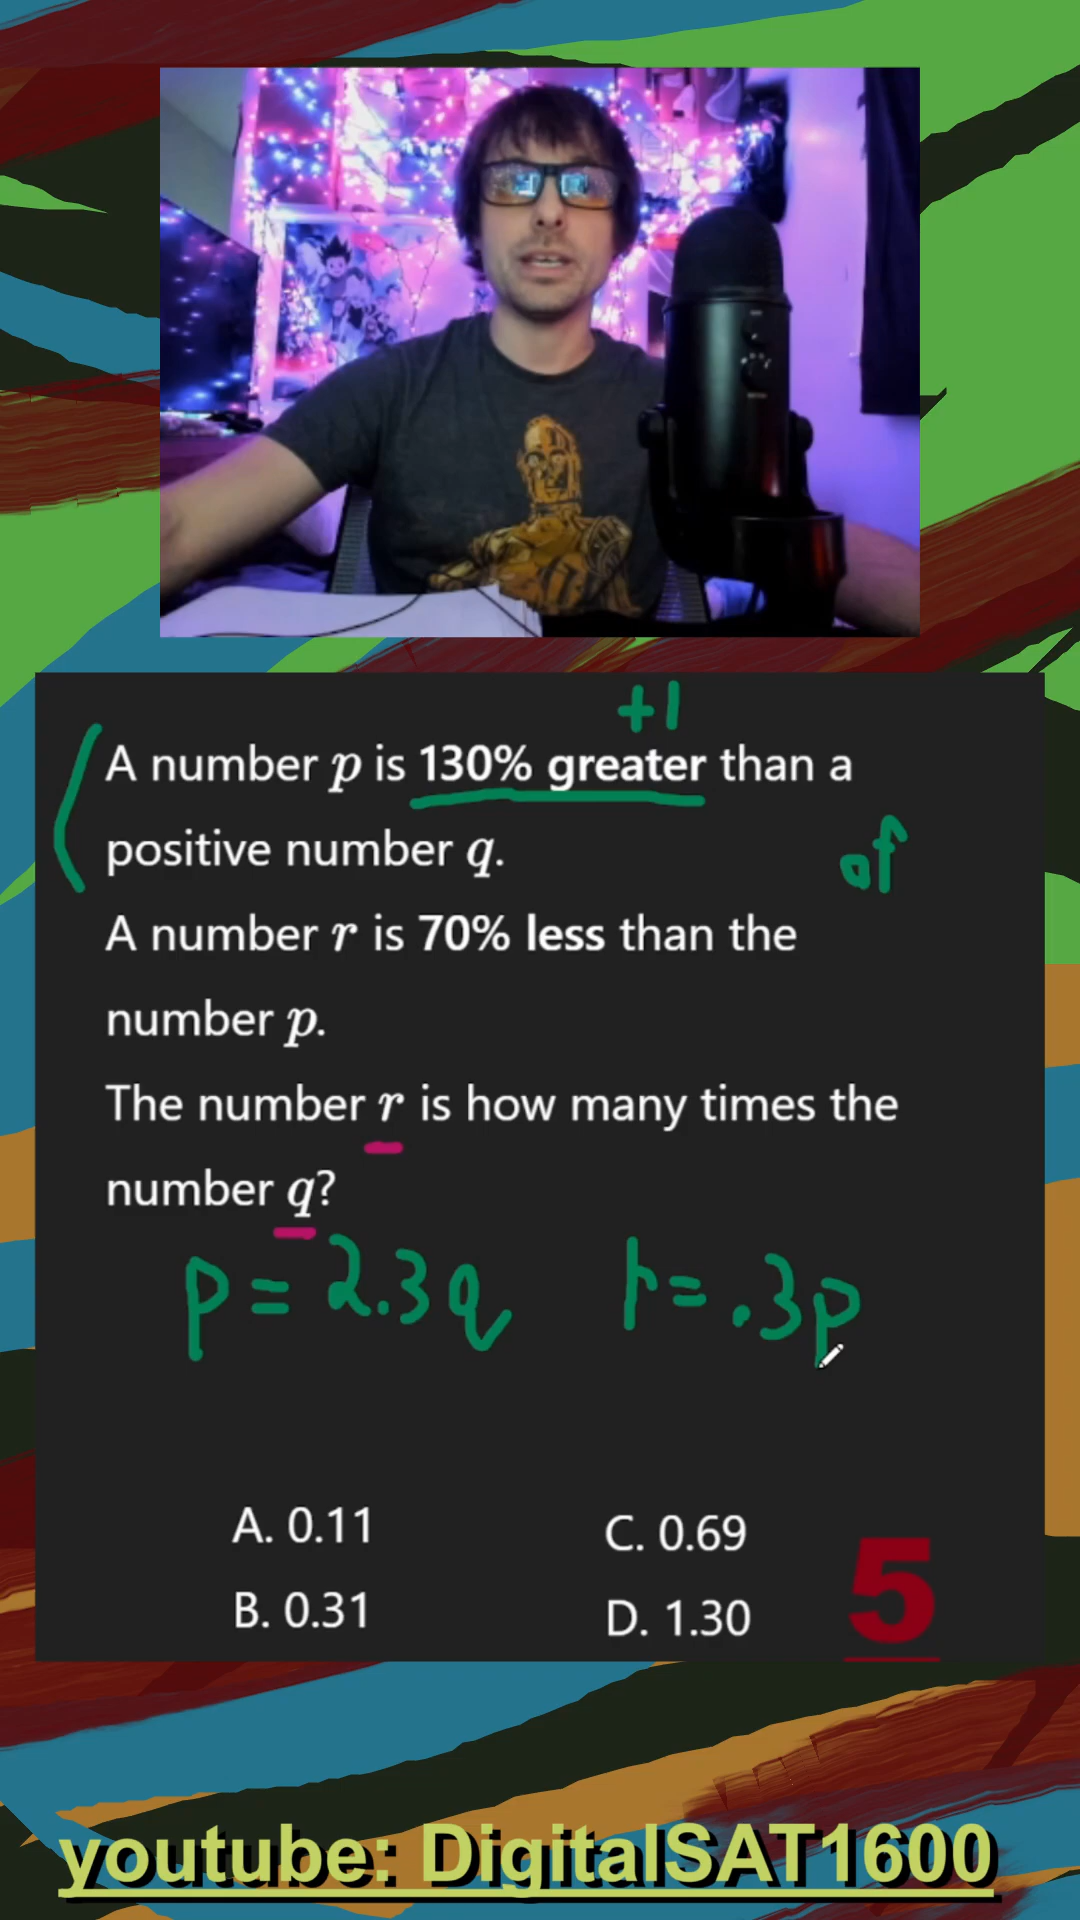 +1
A number p is 130% greater than a
positive number q.
of
A number r is 70% less than the
number p.
The number r is how many times the
number q?
p = 2.3q r = .3p
A. 0.11 C. 0.69
B. 0.31 D. 1.30
5
youtube: DigitalSAT1600